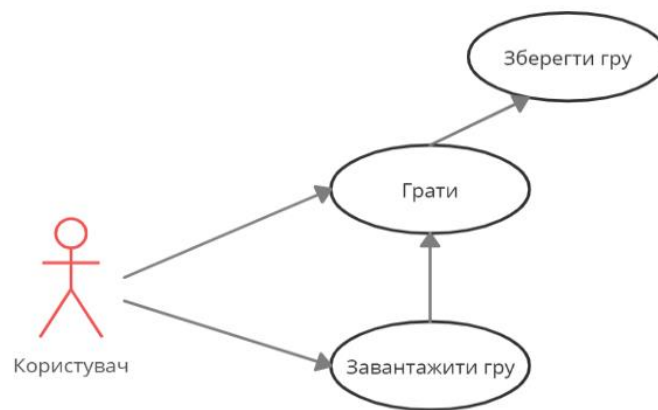 Зберегти гру
Грати
Завантажити гру
Користувач